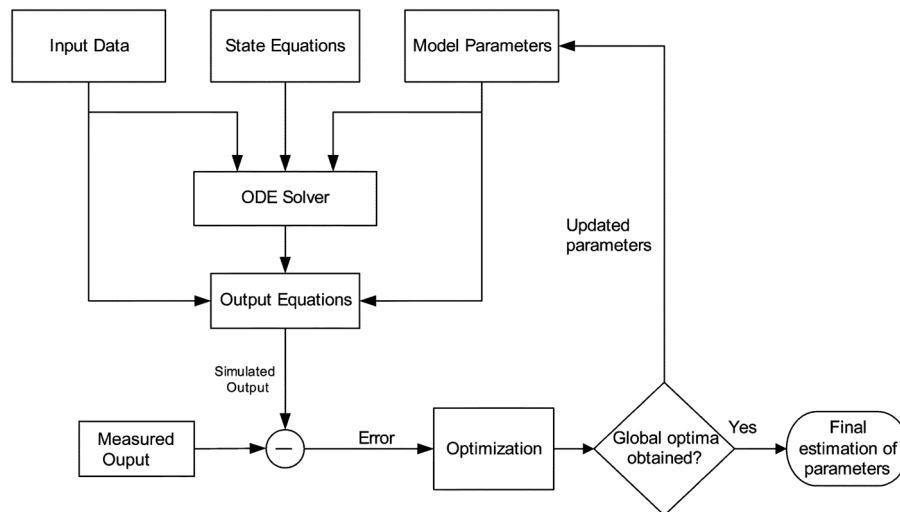 Input Data
State Equations
Model Parameters
ODE Solver
Updated
parameters
Output Equations
Simulated
Output
Measured
Ouput
—
Error
Optimization
Global optima
obtained?
Yes
Final
estimation of
parameters